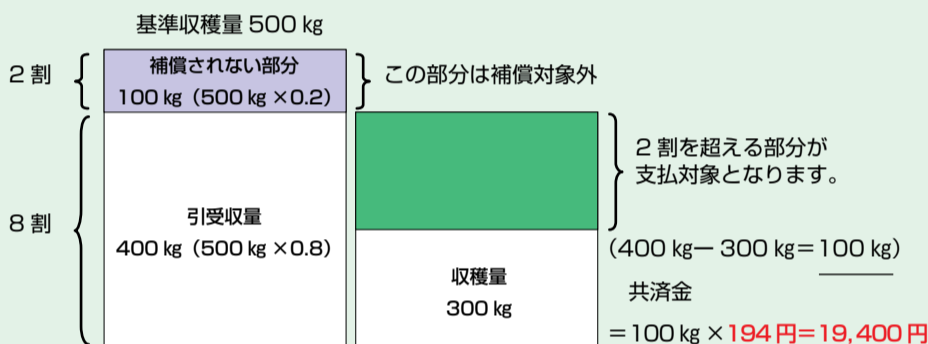 基準収穫量 500 kg
2 割
補償されない部分
100 kg（500 kg ×0.2）
この部分は補償対象外
8 割
引受収量
400 kg（500 kg ×0.8）
2 割を超える部分が
支払対象となります。
収穫量
300 kg
（400 kg− 300 kg＝100 kg）
共済金
＝100 kg ×194 円＝19,400 円